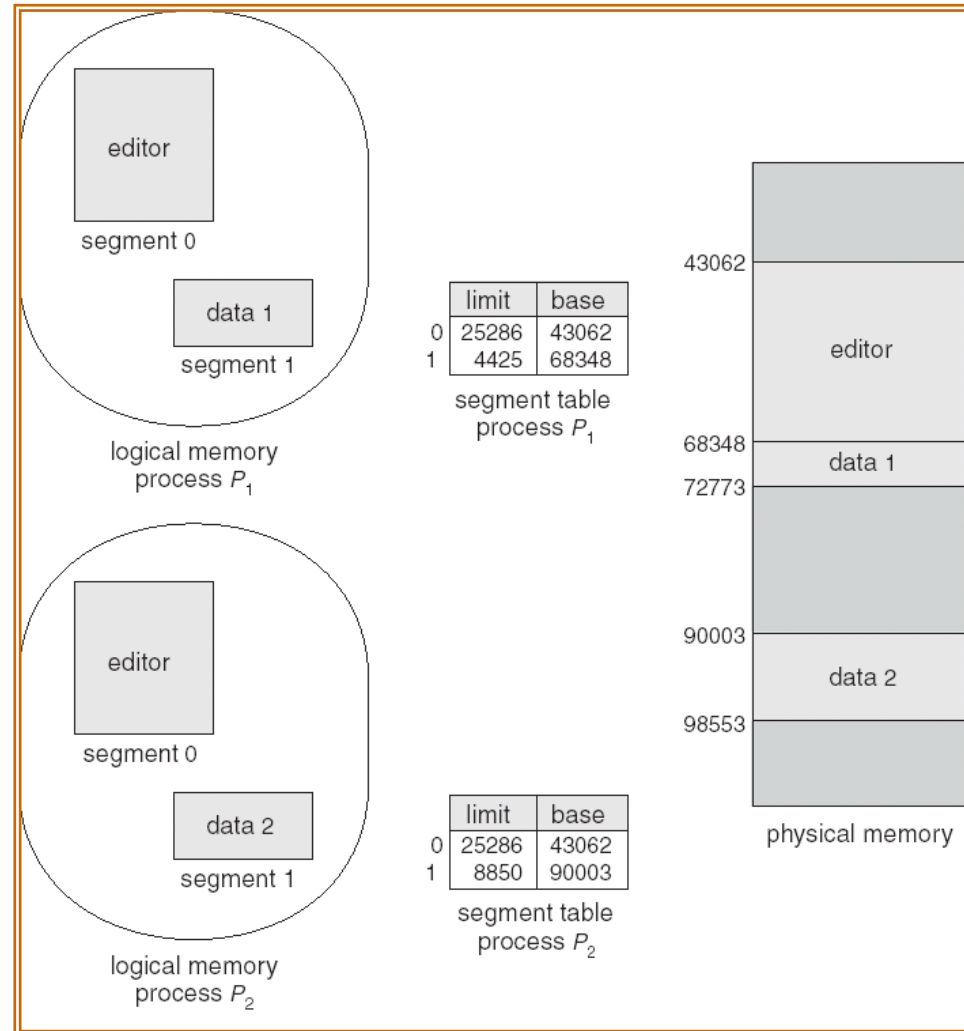 editor
segment 0
data 1
segment 1
logical memory
process P1
limit base
0 25286 43062
1 4425 68348
segment table
process P1
editor
segment 0
data 2
segment 1
logical memory
process P2
limit base
0 25286 43062
1 8850 90003
segment table
process P2
43062
editor
68348
data 1
72773
90003
data 2
98553
physical memory